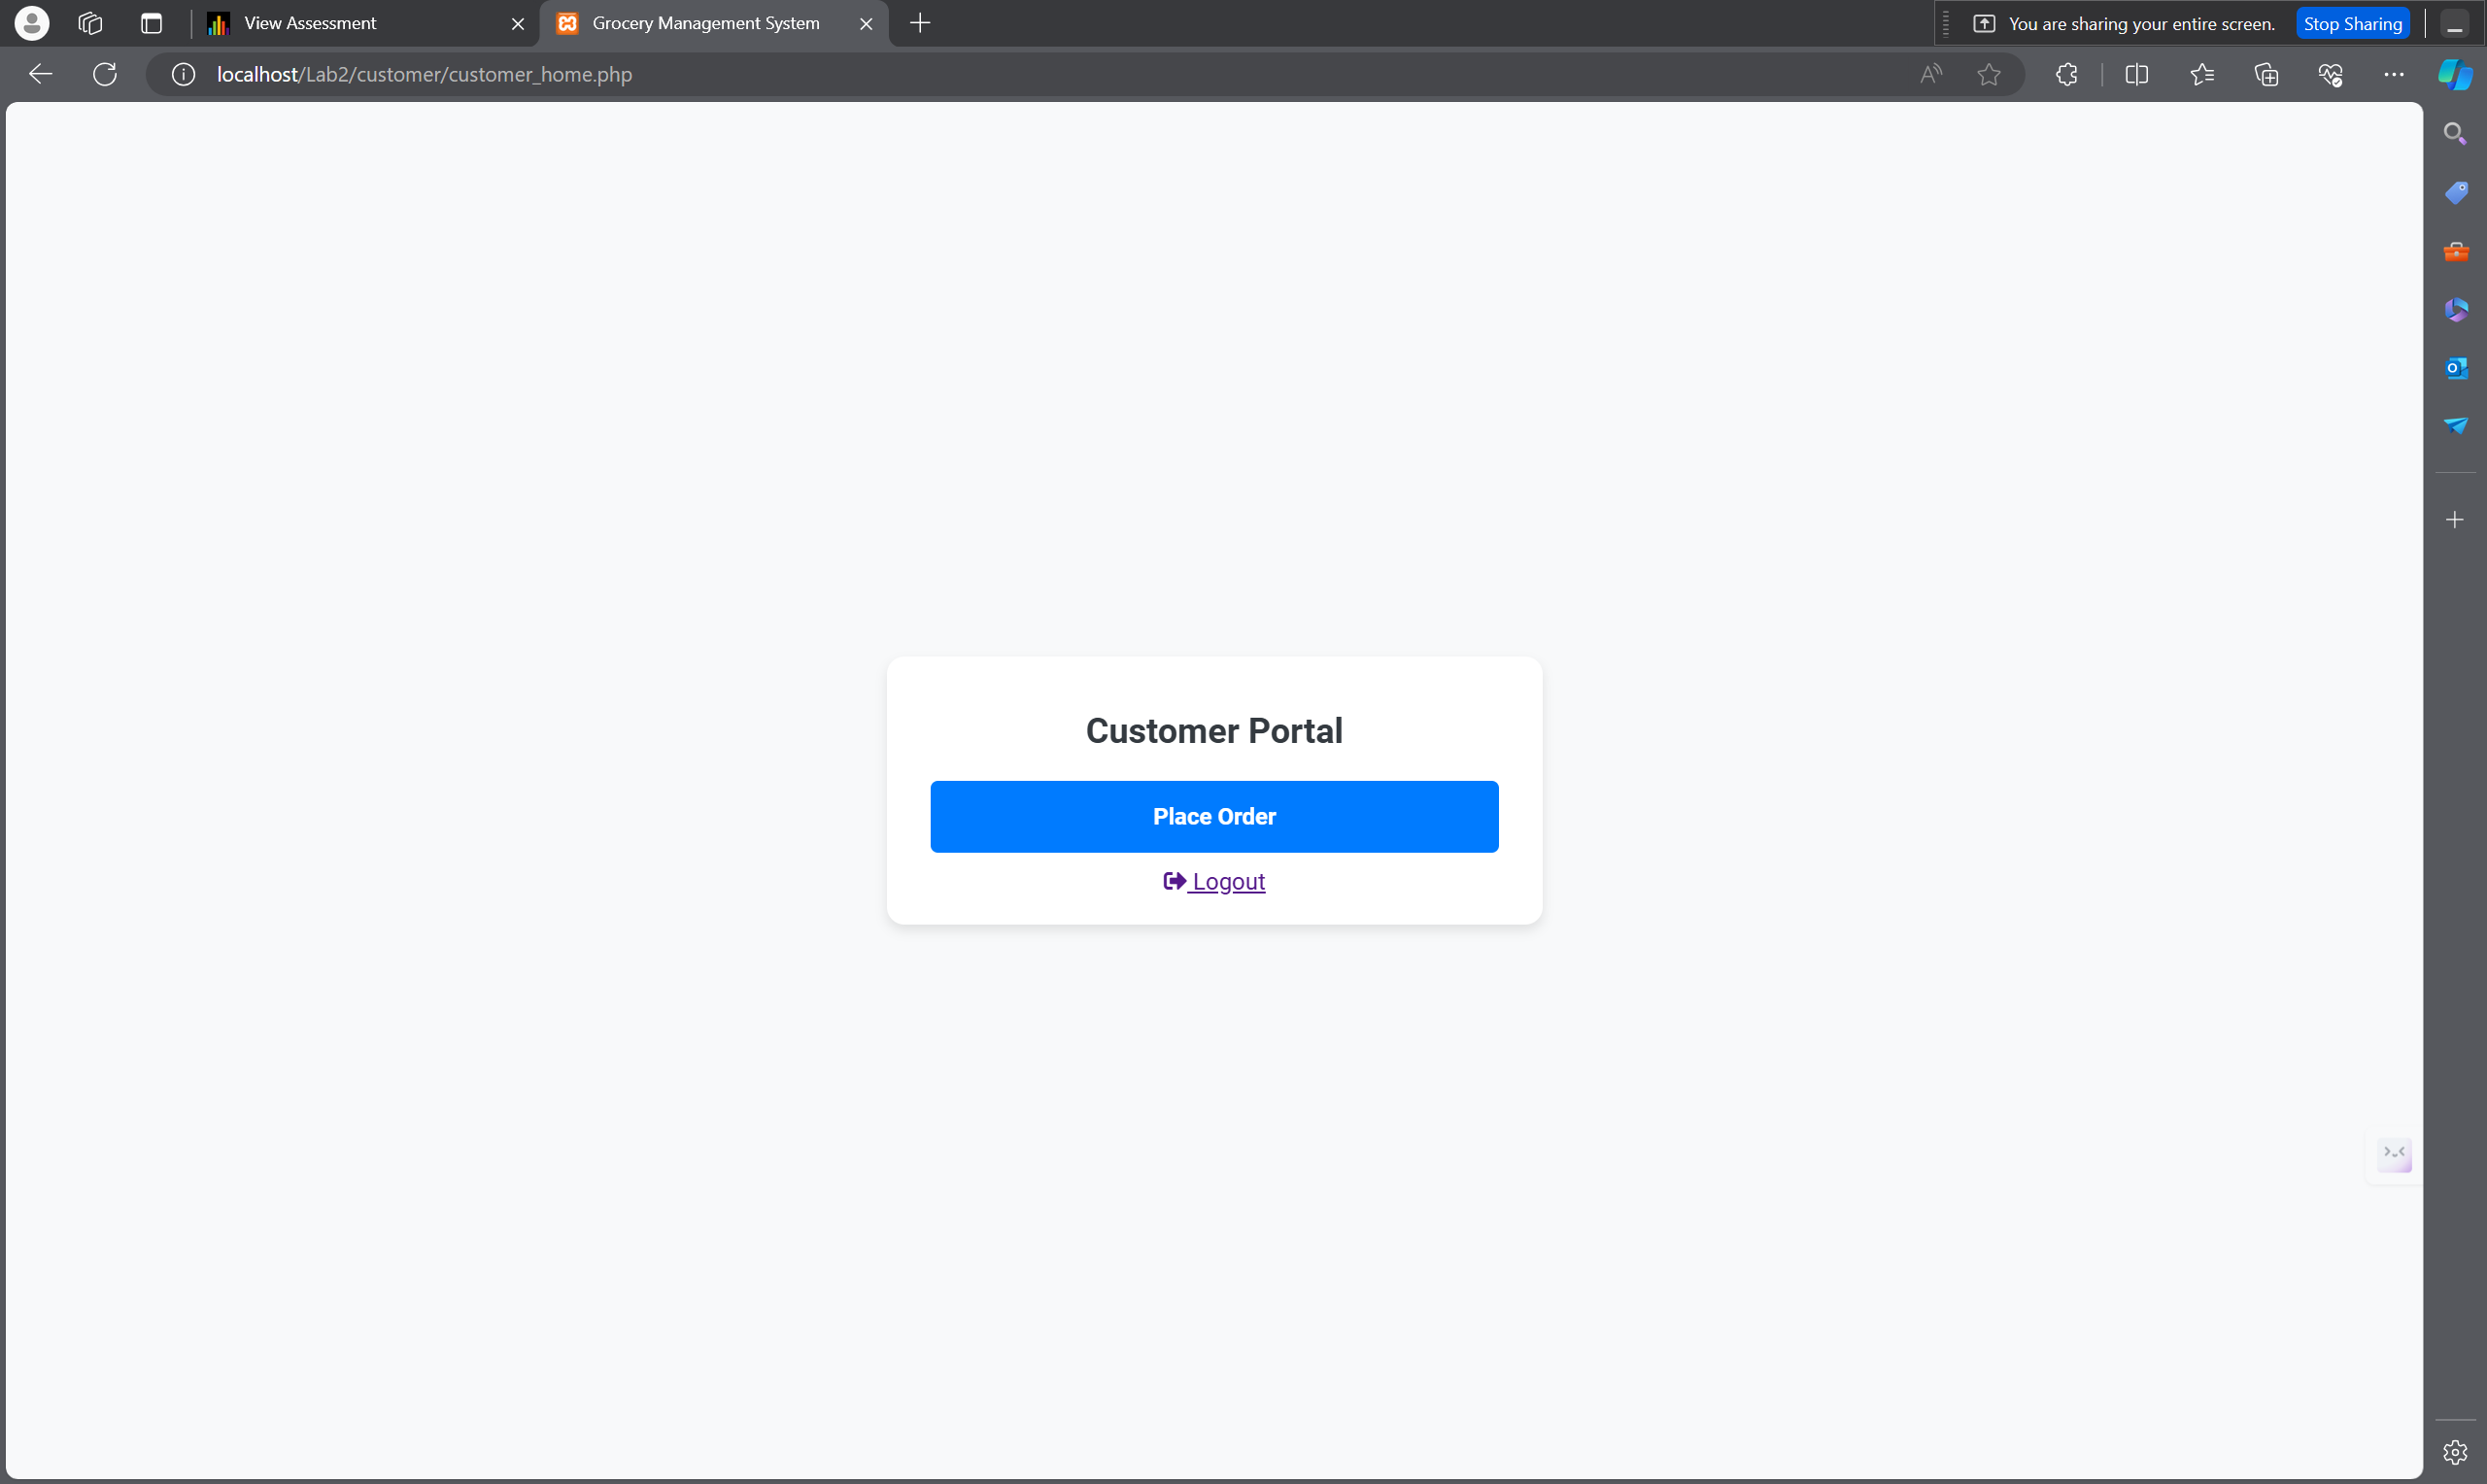 View Assessment
Grocery Management System
You are sharing your entire screen.
Stop Sharing
localhost/Lab2/customer/customer_home.php
Customer Portal
Place Order
Logout